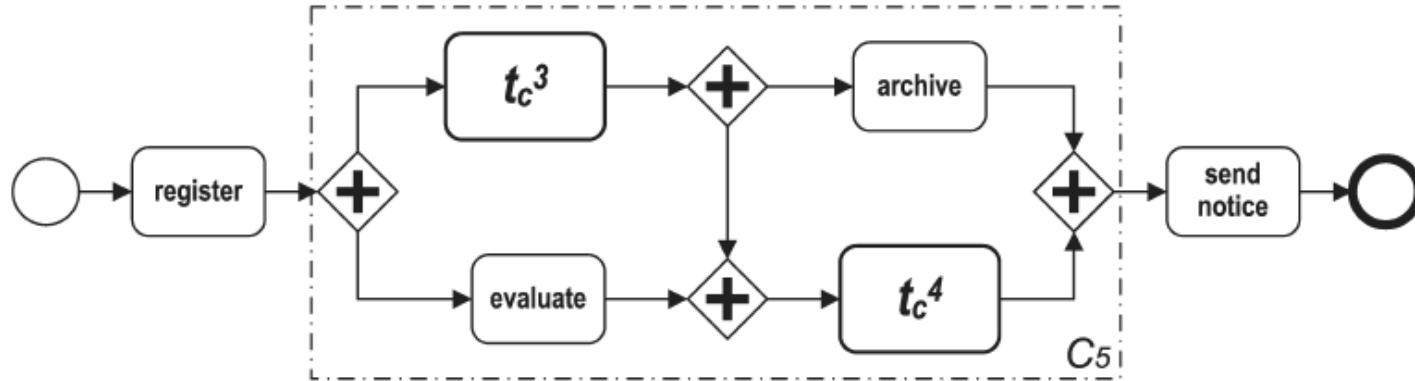 register
t_c^3
archive
evaluate
t_c^4
send
notice
C5